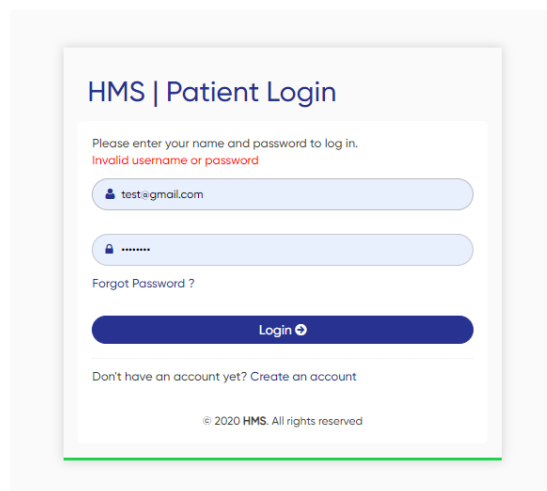 HMS | Patient Login
Please enter your name and password to log in.
Invalid username or password
test@gmail.com
••••••••
Forgot Password ?
Login
Don't have an account yet? Create an account
© 2020 HMS. All rights reserved